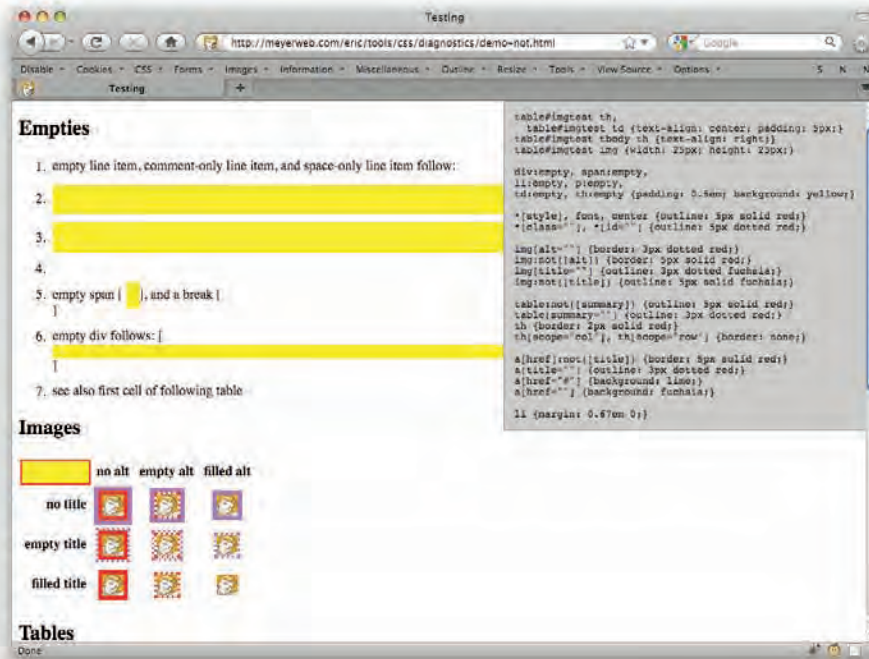 Testing
http://meyerweb.com/eric/tools/css/diagnostics/demo-not.html
Google
Disable Cookies CSS Forms Images Information Miscellaneous Outline Resize Tools View Source Options S N N
Testing +
Empties
1. empty line item, comment-only line item, and space-only line item follow:
2.
3.
4.
5. empty span [ ], and a break [
]
6. empty div follows: [
]
7. see also first cell of following table
Images
no alt empty alt filled alt
no title
empty title
filled title
Tables
Done
table#imgtest th,
table#imgtest td {text-align: center; padding: 5px;}
table#imgtest tbody th {text-align: right;}
table#imgtest img {width: 25px; height: 25px;}
div:empty, span:empty,
li:empty, p:empty,
td:empty, th:empty {padding: 0.5em; background: yellow;}
*[style], font, center {outline: 5px solid red;}
*[class=""], *[id=""] {outline: 5px dotted red;}
img[alt=""] {border: 3px dotted red;}
img:not([alt]) {border: 5px solid red;}
img[title=""] {outline: 3px dotted fuchsia;}
img:not([title]) {outline: 5px solid fuchsia;}
table:not([summary]) {outline: 5px solid red;}
table[summary=""] {outline: 3px dotted red;}
th {border: 2px solid red;}
th[scope="col"], th[scope="row"] {border: none;}
a[href]:not([title]) {border: 5px solid red;}
a[title=""] {outline: 3px dotted red;}
a[href="#"] {background: lime;}
a[href=""] {background: fuchsia;}
li {margin: 0.67em 0;}